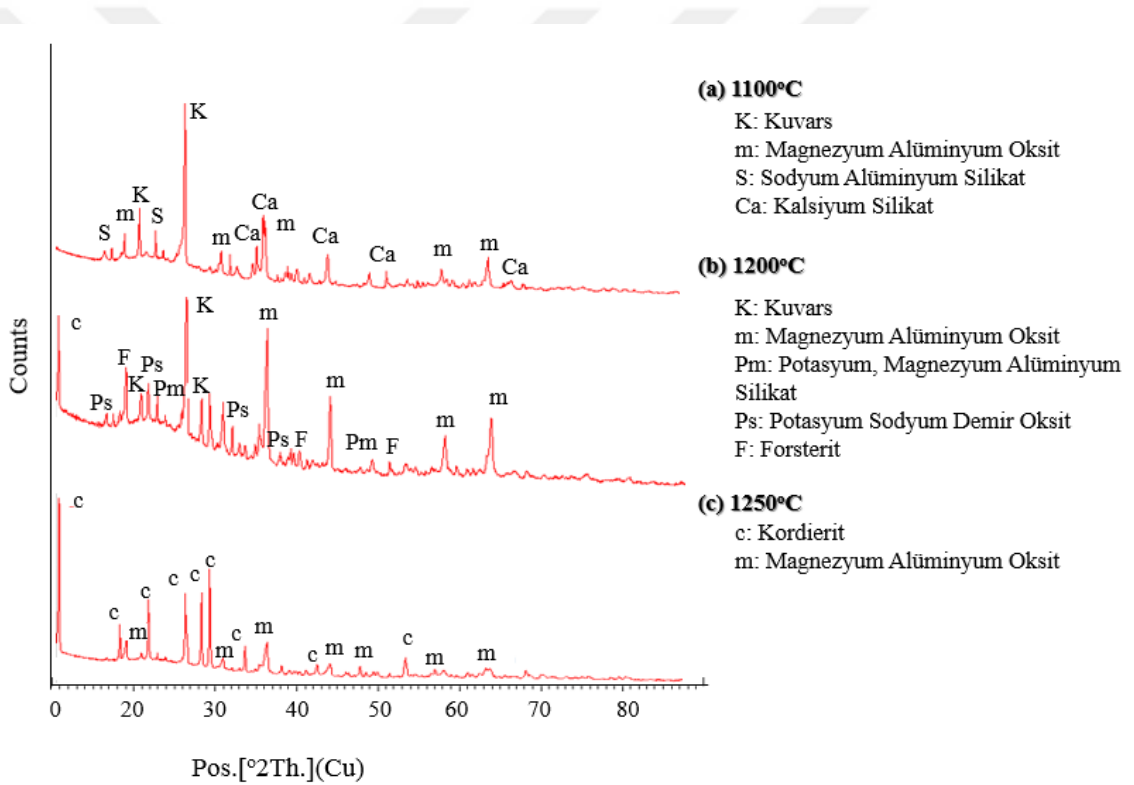 (a) 1100°C
K: Kuvars
m: Magnezyum Alüminyum Oksit
S: Sodyum Alüminyum Silikat
Ca: Kalsiyum Silikat
(b) 1200°C
K: Kuvars
m: Magnezyum Alüminyum Oksit
Pm: Potasyum, Magnezyum Alüminyum
Silikat
Ps: Potasyum Sodyum Demir Oksit
F: Forsterit
(c) 1250°C
c: Kordierit
m: Magnezyum Alüminyum Oksit
Counts
S m K S K m Ca Ca m Ca Ca m m Ca
c Ps F K Ps Pm K K Ps m Ps F m Pm F m m
c c m c c c c m c m c m m c m m
0 20 30 40 50 60 70 80
Pos.[°2Th.](Cu)